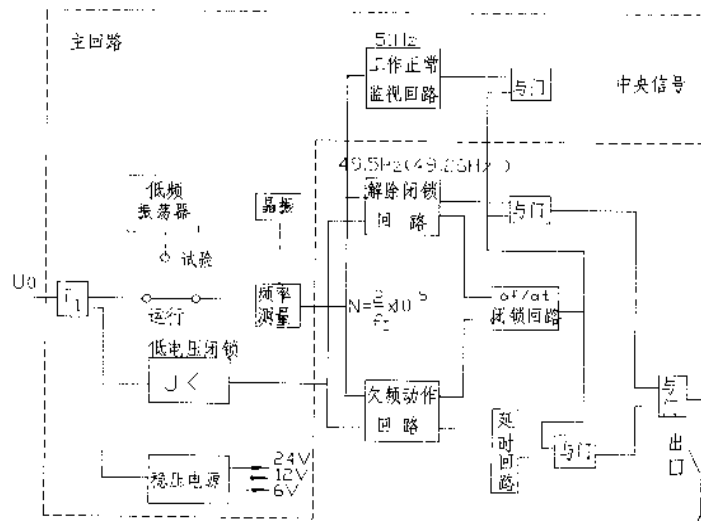 主回路
51Hz
工作正常
监视回路
与门
中央信号
49.5Hz(49.25Hz)
低频
振荡器
晶振
解除闭锁
回路
与门
试验
U0
运行
频率
测量
闭锁回路
低电压闭锁
欠频动作
回路
与
门
延
时
回
路
与门
出
口
稳压电源
24V
12V
6V